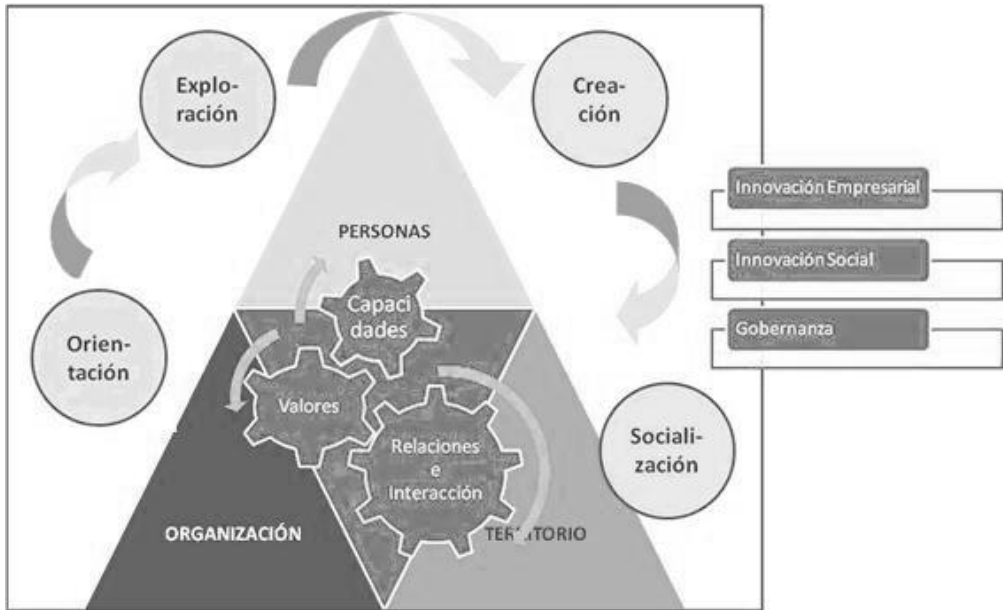 Explo-
ración
Crea-
ción
Innovación Empresarial
PERSONAS
Innovación Social
Capaci
dades
Gobernanza
Orien-
tación
Valores
Relaciones
e
Interacción
Sociali-
zación
ORGANIZACIÓN
TERRITORIO